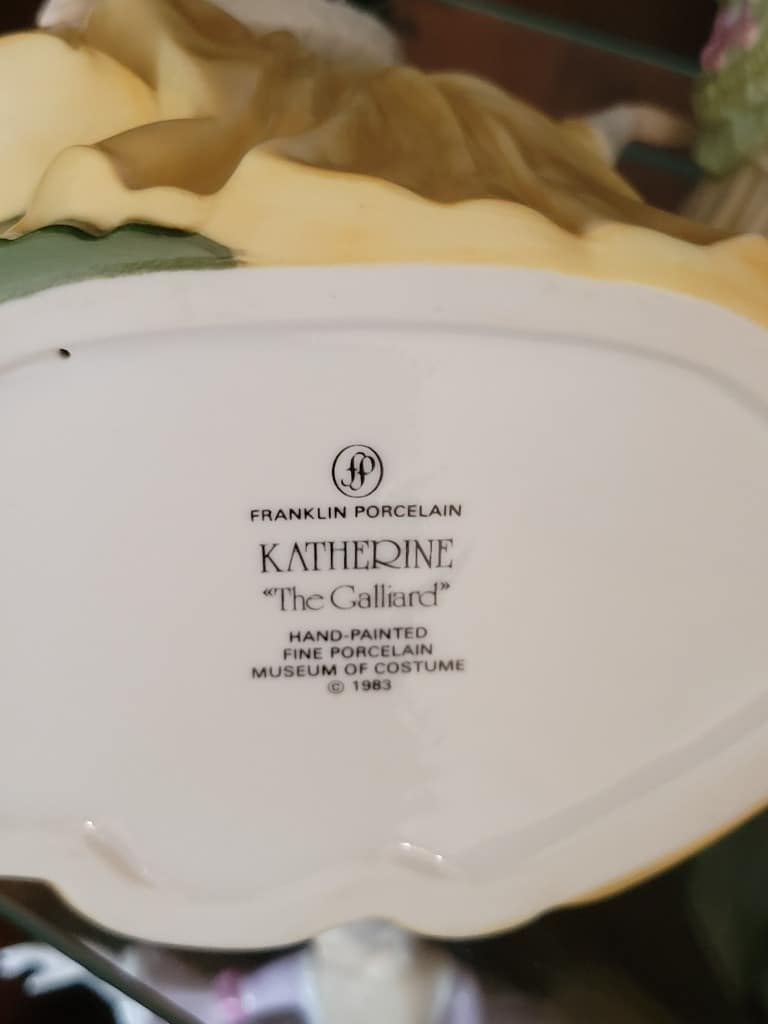 fp
FRANKLIN PORCELAIN
KATHERINE
“The Galliard”
HAND-PAINTED
FINE PORCELAIN
MUSEUM OF COSTUME
© 1983